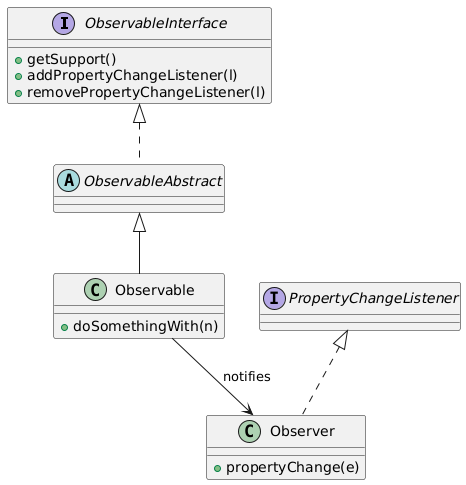 I ObservableInterface
getSupport()
addPropertyChangeListener(l)
removePropertyChangeListener(l)
A ObservableAbstract
C Observable
doSomethingWith(n)
I PropertyChangeListener
notifies
C Observer
propertyChange(e)